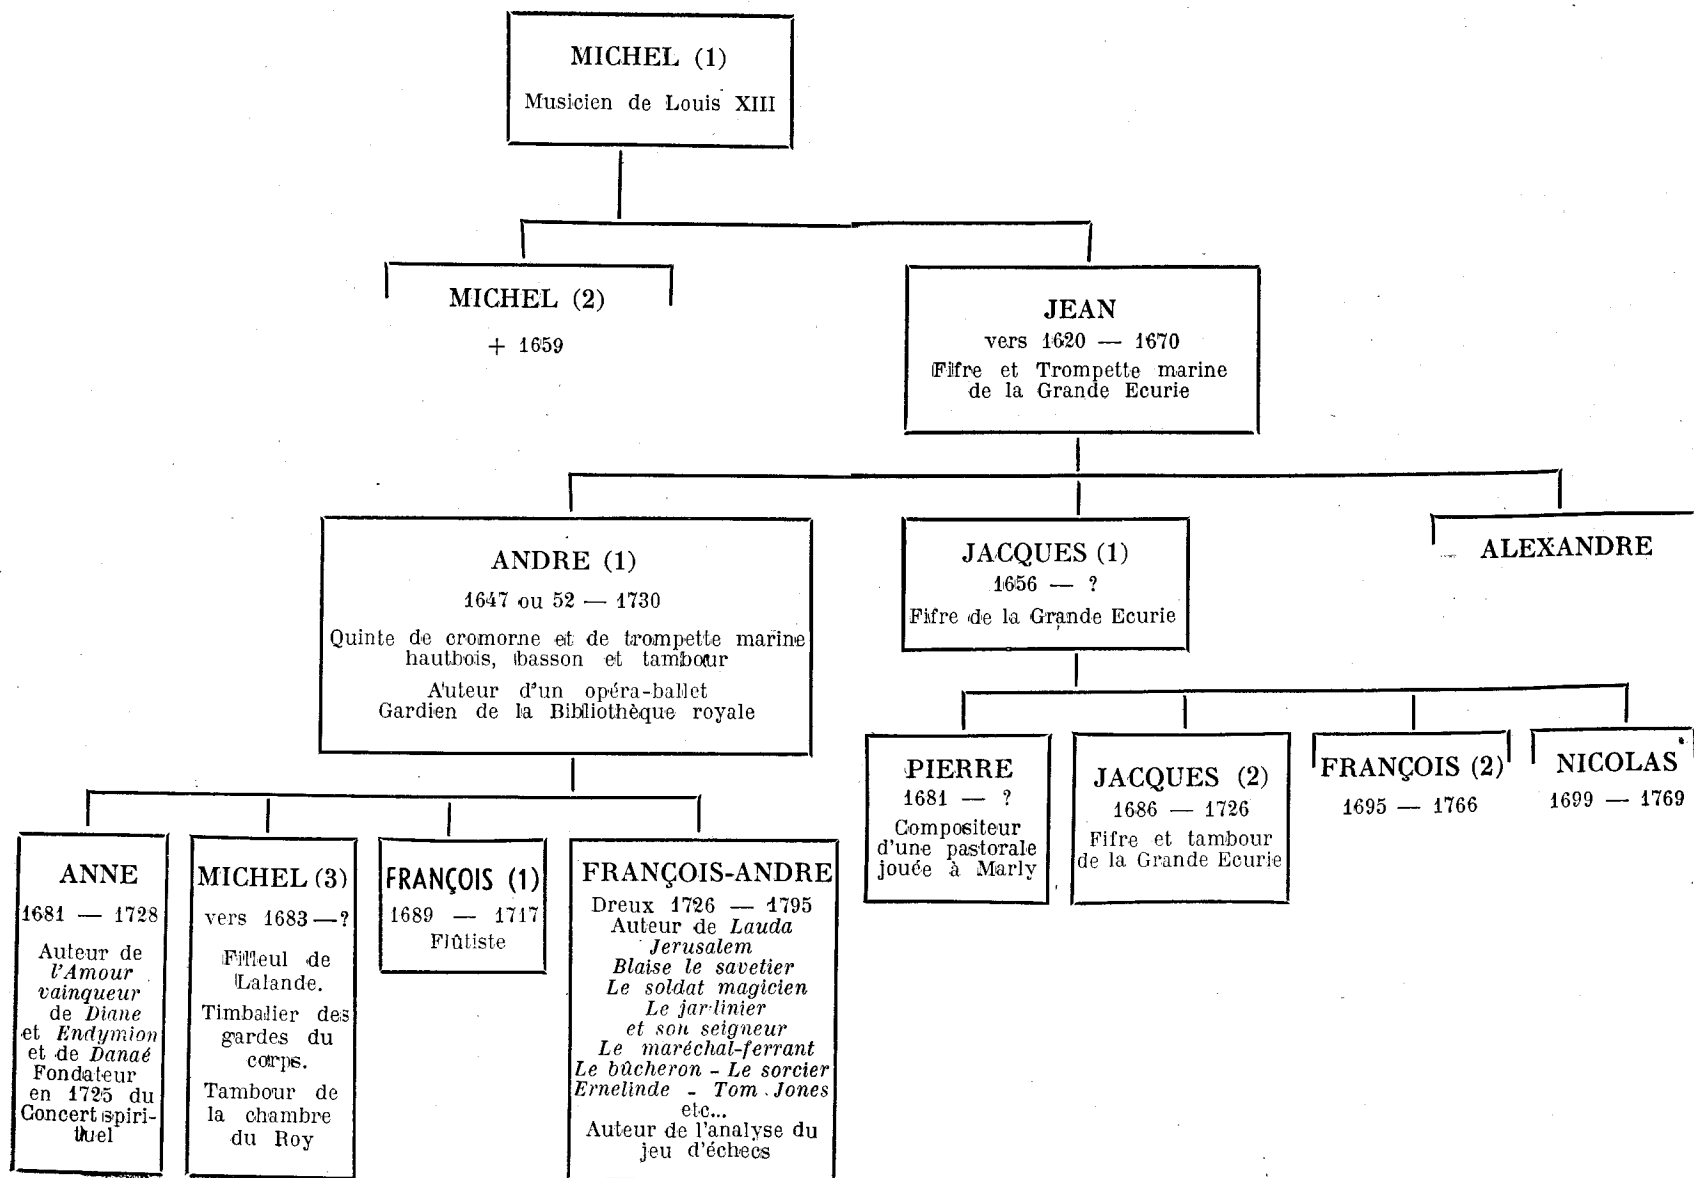 MICHEL (1)
Musicien de Louis XIII
MICHEL (2)
+ 1659
JEAN
vers 1620 — 1670
Fifre et Trompette marine
de la Grande Ecurie
ANDRE (1)
1647 ou 52 — 1730
Quinte de cromorne et de trompette marine
hautbois, basson et tambour
Auteur d'un opéra-ballet
Gardien de la Bibliothèque royale
JACQUES (1)
1656 — ?
Fifre de la Grande Ecurie
ALEXANDRE
PIERRE
1681 — ?
Compositeur
d'une pastorale
jouée à Marly
JACQUES (2)
1686 — 1726
Fifre et tambour
de la Grande Ecurie
FRANÇOIS (2)
1695 — 1766
NICOLAS
1699 — 1769
ANNE
1681 — 1728
Auteur de
l'Amour
vainqueur
de Diane
et Endymion
et de Danaé
Fondateur
en 1725 du
Concert spiri-
tuel
MICHEL (3)
vers 1683 — ?
Filleul de
Lalande.
Timbalier des
gardes du
corps.
Tambour de
la chambre
du Roy
FRANÇOIS (1)
1689 — 1717
Flûtiste
FRANÇOIS-ANDRE
Dreux 1726 — 1795
Auteur de Lauda
Jerusalem
Blaise le savetier
Le soldat magicien
Le jardinier
et son seigneur
Le maréchal-ferrant
Le bûcheron - Le sorcier
Ernelinde - Tom Jones
etc...
Auteur de l'analyse du
jeu d'échecs